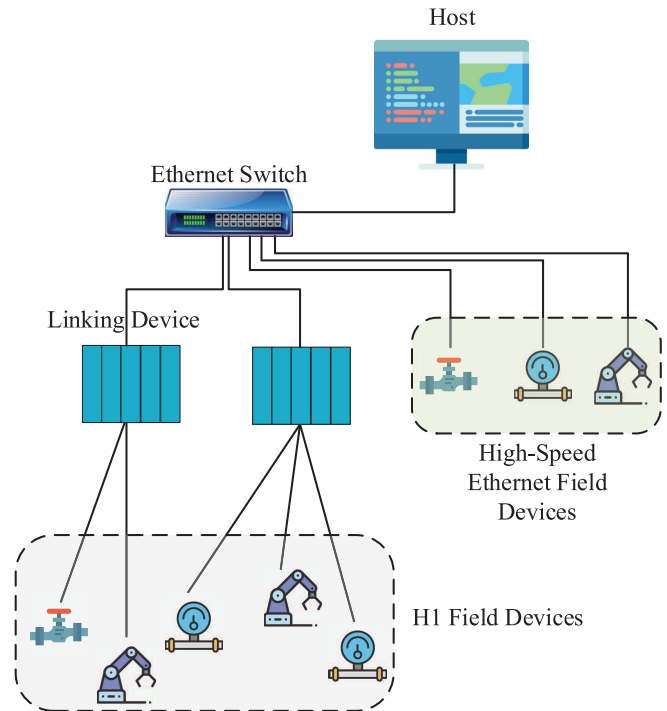 Host
Ethernet Switch
Linking Device
High-Speed
Ethernet Field
Devices
H1 Field Devices